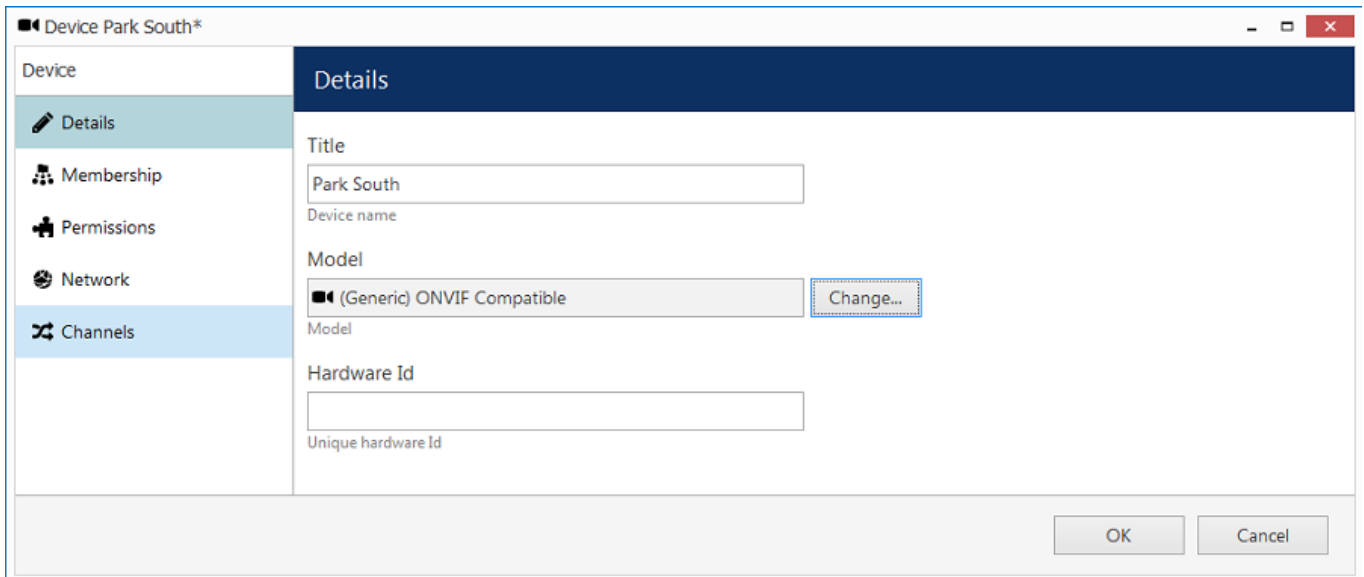 Device Park South*
Device
Details
Membership
Permissions
Network
Channels
Details
Title
Park South
Device name
Model
(Generic) ONVIF Compatible
Change...
Model
Hardware Id
Unique hardware Id
OK
Cancel